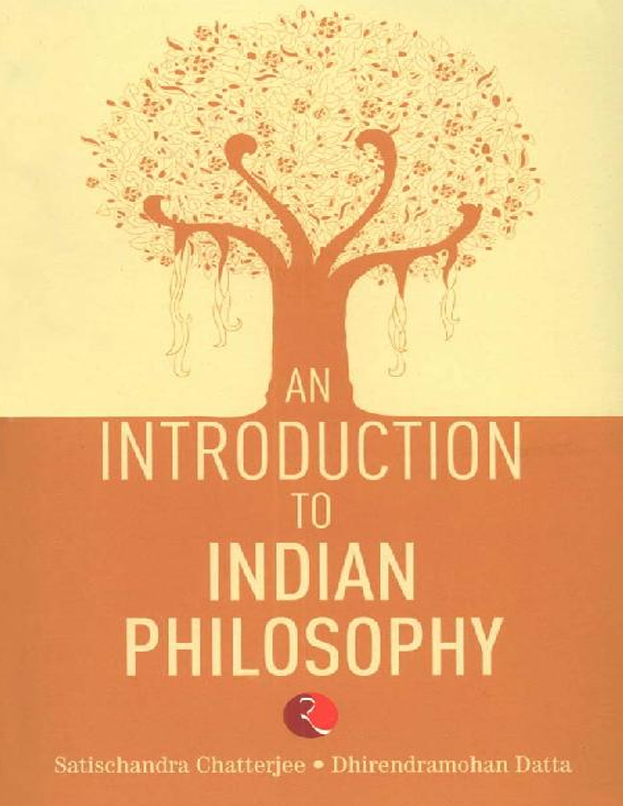 AN
INTRODUCTION
TO
INDIAN
PHILOSOPHY
Satischandra Chatterjee • Dhirendramohan Datta